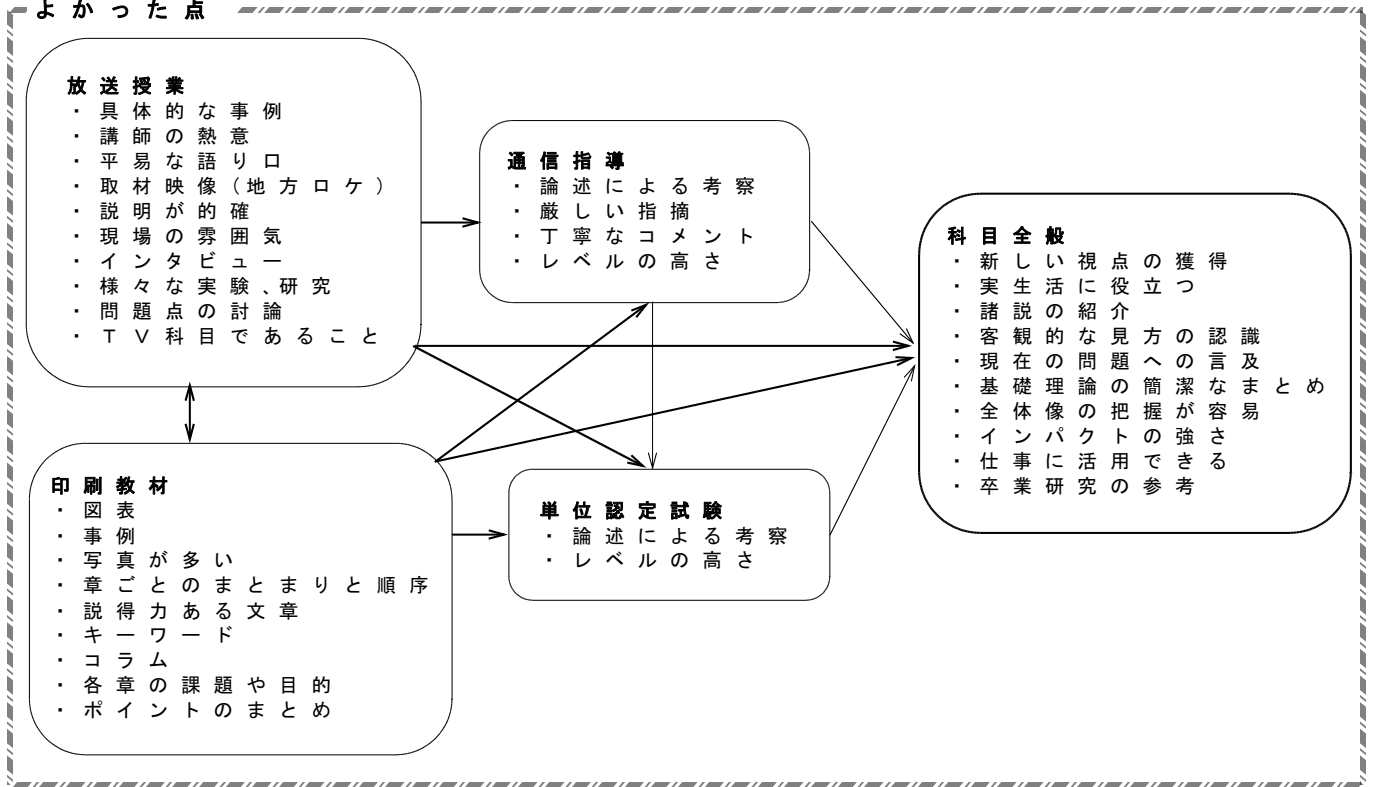 よかった点
放送授業
・具体的な事例
・講師の熱意
・平易な語り口
・取材映像(地方ロケ)
・説明が的確
・現場の雰囲気
・インタビュー
・様々な実験、研究
・問題点の討論
・TV科目であること
通信指導
・論述による考察
・厳しい指摘
・丁寧なコメント
・レベルの高さ
科目全般
・新しい視点の獲得
・実生活に役立つ
・諸説の紹介
・客観的な見方の認識
・現在の問題への言及
・基礎理論の簡潔なまとめ
・全体像の把握が容易
・インパクトの強さ
・仕事に活用できる
・卒業研究の参考
印刷教材
・図表
・事例
・写真が多い
・章ごとのまとまりと順序
・説得力ある文章
・キーワード
・コラム
・各章の課題や目的
・ポイントのまとめ
単位認定試験
・論述による考察
・レベルの高さ